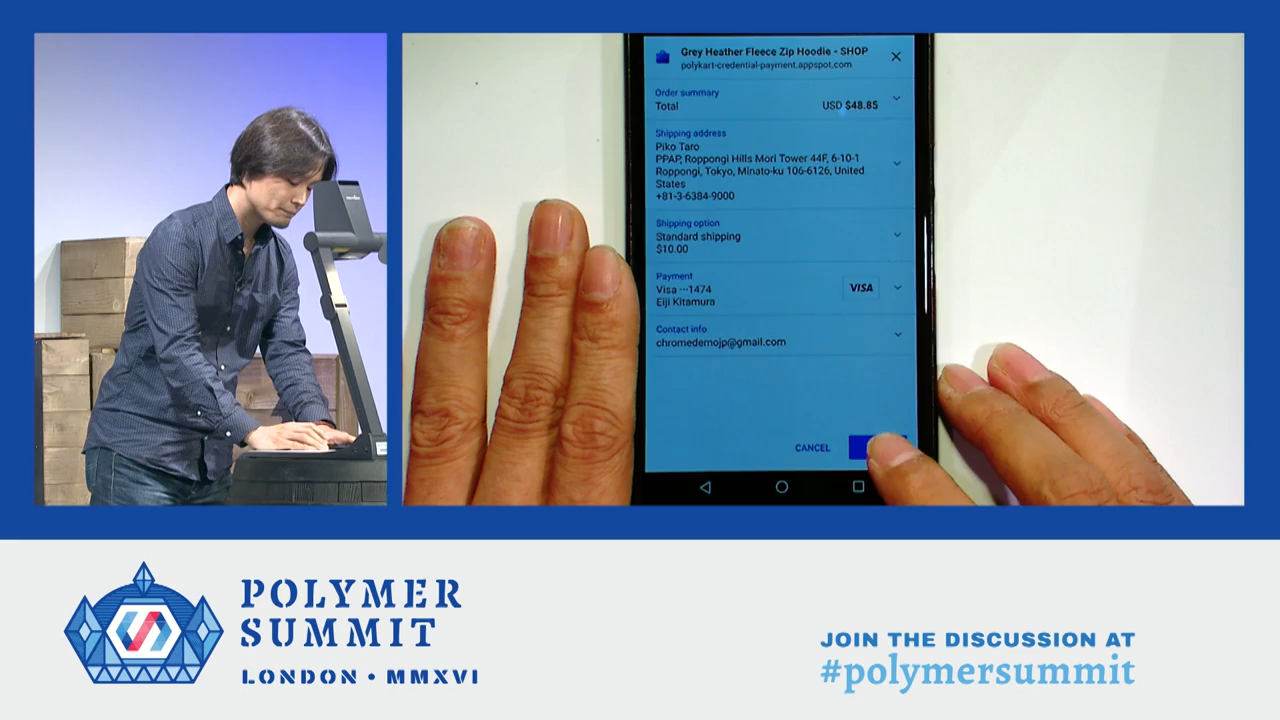 Grey Heather Fleece Zip Hoodie - SHOP
polykart-credential-payment.appspot.com
Order summary
Total USD $48.85
Shipping address
Piko Taro
PPAP, Roppongi Hills Mori Tower 44F, 6-10-1
Roppongi, Tokyo, Minato-ku 106-6126, United
States
+81-3-6384-9000
Shipping option
Standard shipping
$10.00
Payment
Visa ···1474
VISA
Eiji Kitamura
Contact info
chromedemojp@gmail.com
CANCEL
POLYMER
SUMMIT
LONDON • MMXVI
JOIN THE DISCUSSION AT
#polymersummit